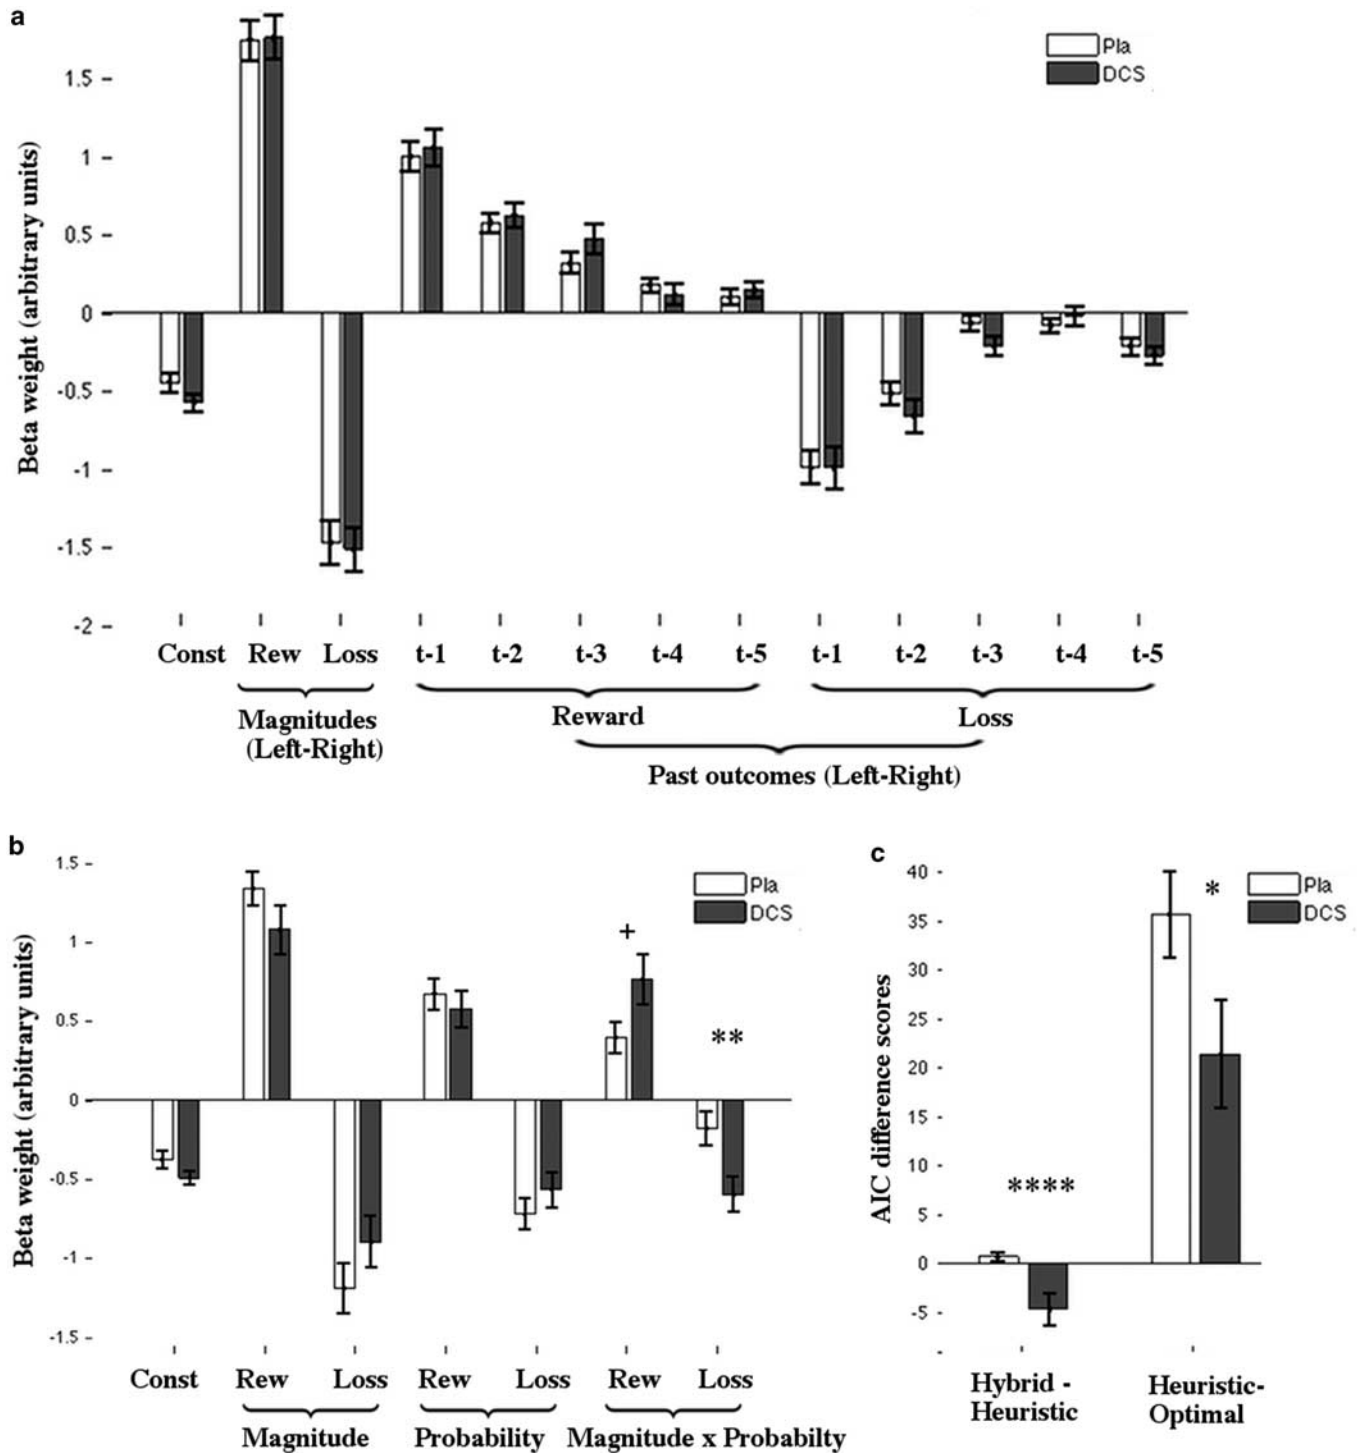 a
Pla
DCS
Beta weight (arbitrary units)
1.5
1
0.5
0
-0.5
-1
-1.5
-2
Const Rew Loss t-1 t-2 t-3 t-4 t-5 t-1 t-2 t-3 t-4 t-5
Magnitudes
(Left-Right)
Reward
Loss
Past outcomes (Left-Right)
b
Pla
DCS
Beta weight (arbitrary units)
1.5
1
0.5
0
-0.5
-1
-1.5
+
**
Const Rew Loss Rew Loss Rew Loss
Magnitude Probability Magnitude x Probabilty
c
Pla
DCS
AIC difference scores
40
35
30
25
20
15
10
5
0
-5
-
*
****
Hybrid -
Heuristic
Heuristic-
Optimal